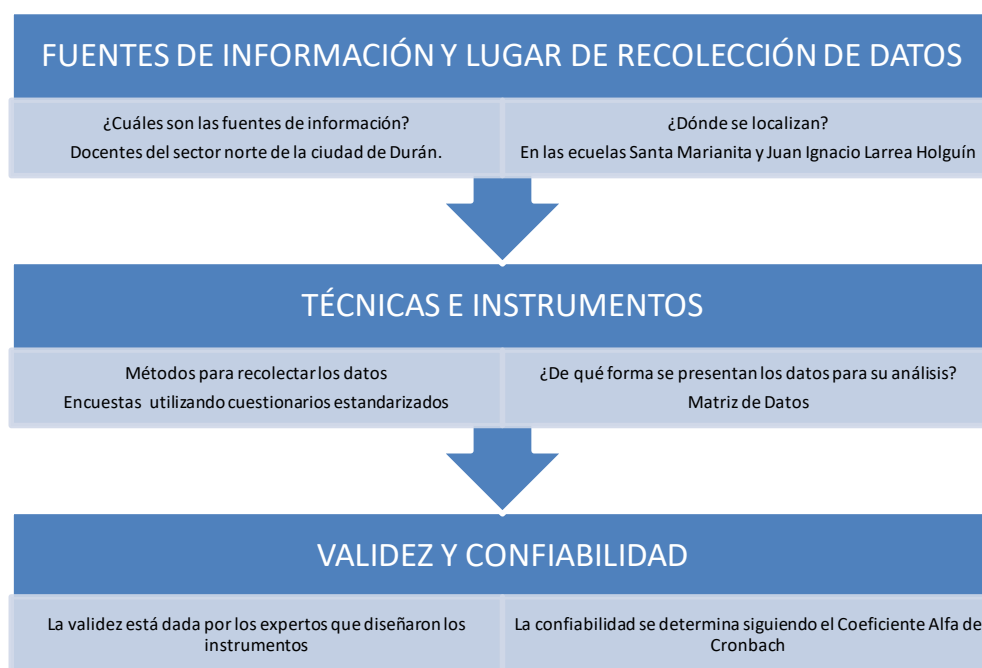 FUENTES DE INFORMACIÓN Y LUGAR DE RECOLECCIÓN DE DATOS
¿Cuáles son las fuentes de información?
Docentes del sector norte de la ciudad de Durán.
¿Dónde se localizan?
En las ecuelas Santa Marianita y Juan Ignacio Larrea Holguín
TÉCNICAS E INSTRUMENTOS
Métodos para recolectar los datos
Encuestas utilizando cuestionarios estandarizados
¿De qué forma se presentan los datos para su análisis?
Matriz de Datos
VALIDEZ Y CONFIABILIDAD
La validez está dada por los expertos que diseñaron los
instrumentos
La confiabilidad se determina siguiendo el Coeficiente Alfa de
Cronbach